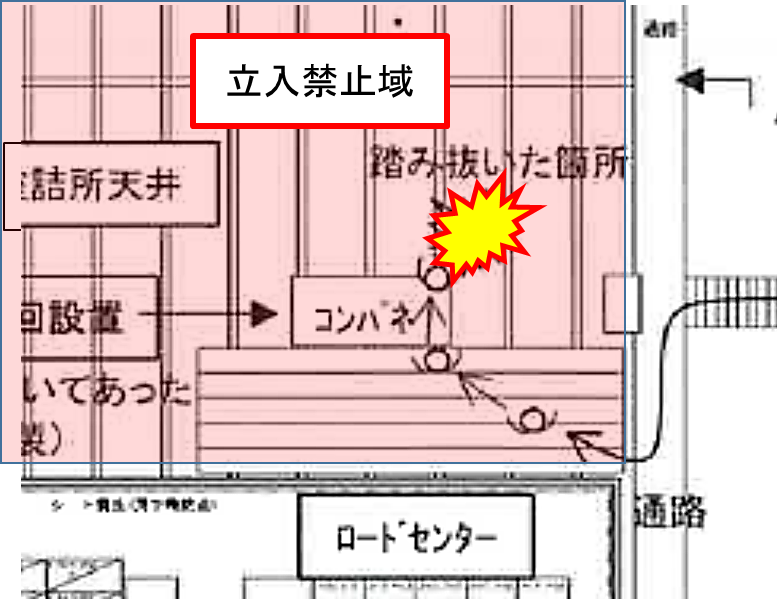 通路
立入禁止域
踏み抜いた箇所
詰所天井
回設置
コンパネ
いてあった
製）
通路
ロードセンター